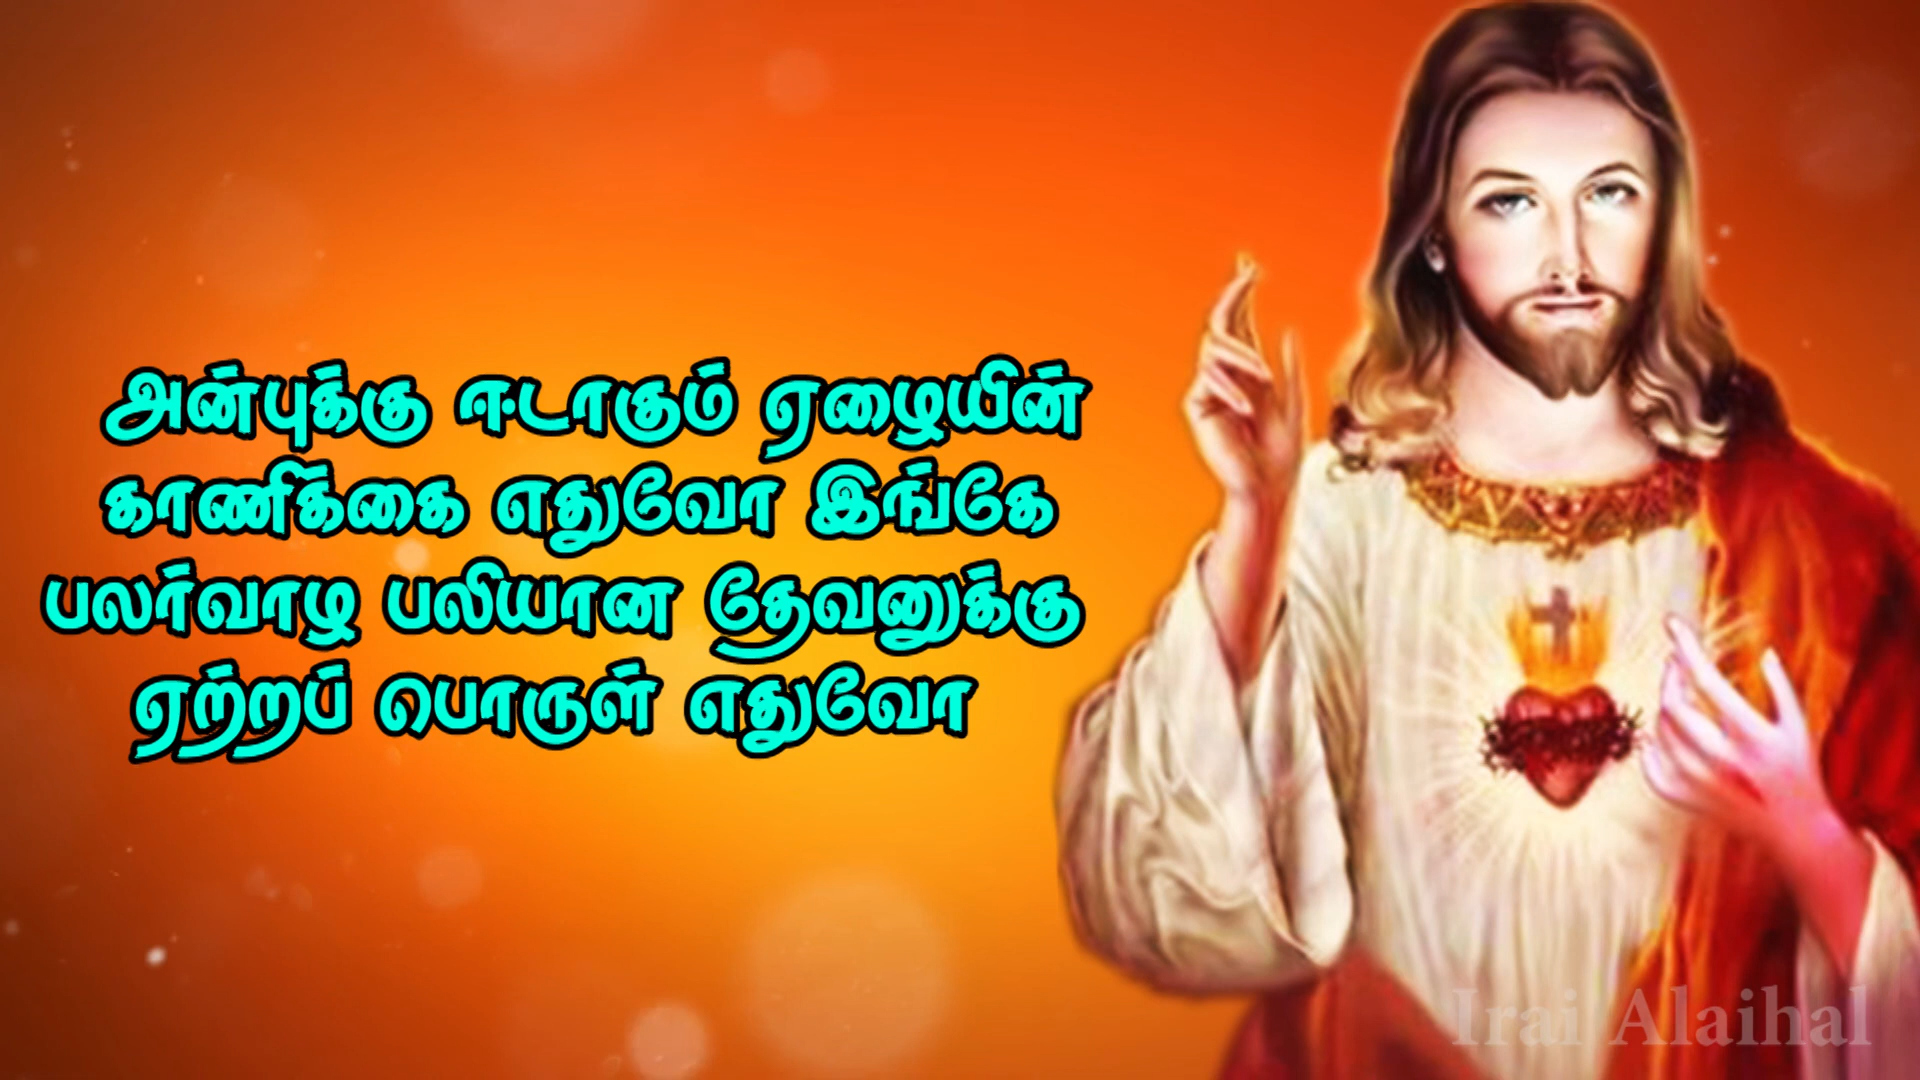 அன்புக்கு ஈடாகும் ஏழையின்
காணிக்கை எதுவோ இங்கே
பலர்வாழ பலியான தேவனுக்கு
ஏற்றப் பொருள் எதுவோ
Irai Alaihal